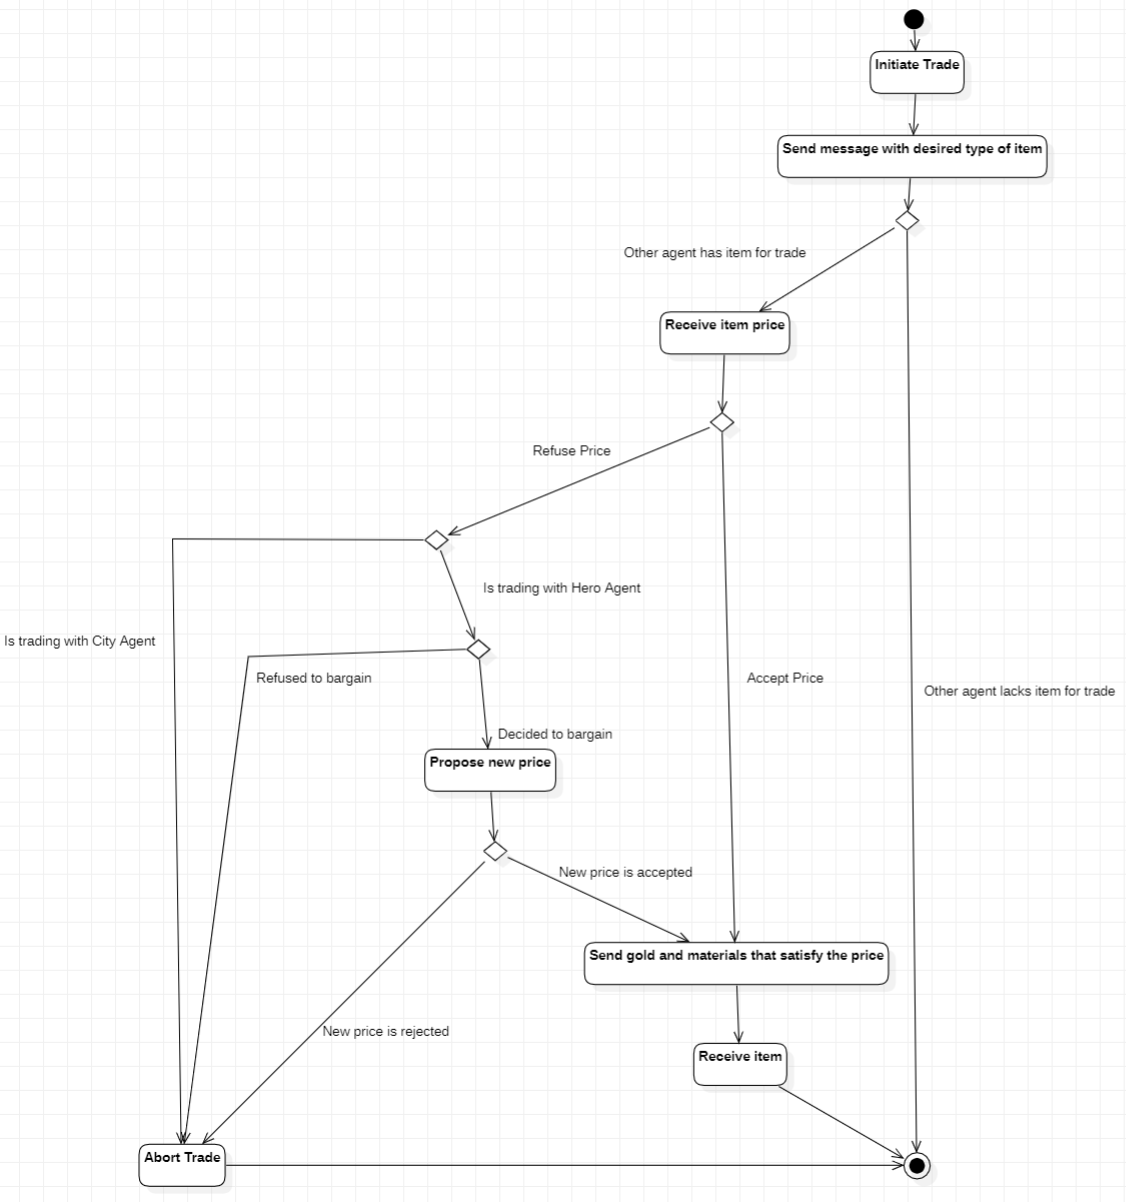 Initiate Trade
Send message with desired type of item
Other agent has item for trade
Receive item price
Refuse Price
Is trading with Hero Agent
Is trading with City Agent
Refused to bargain
Accept Price
Other agent lacks item for trade
Decided to bargain
Propose new price
New price is accepted
Send gold and materials that satisfy the price
New price is rejected
Receive item
Abort Trade